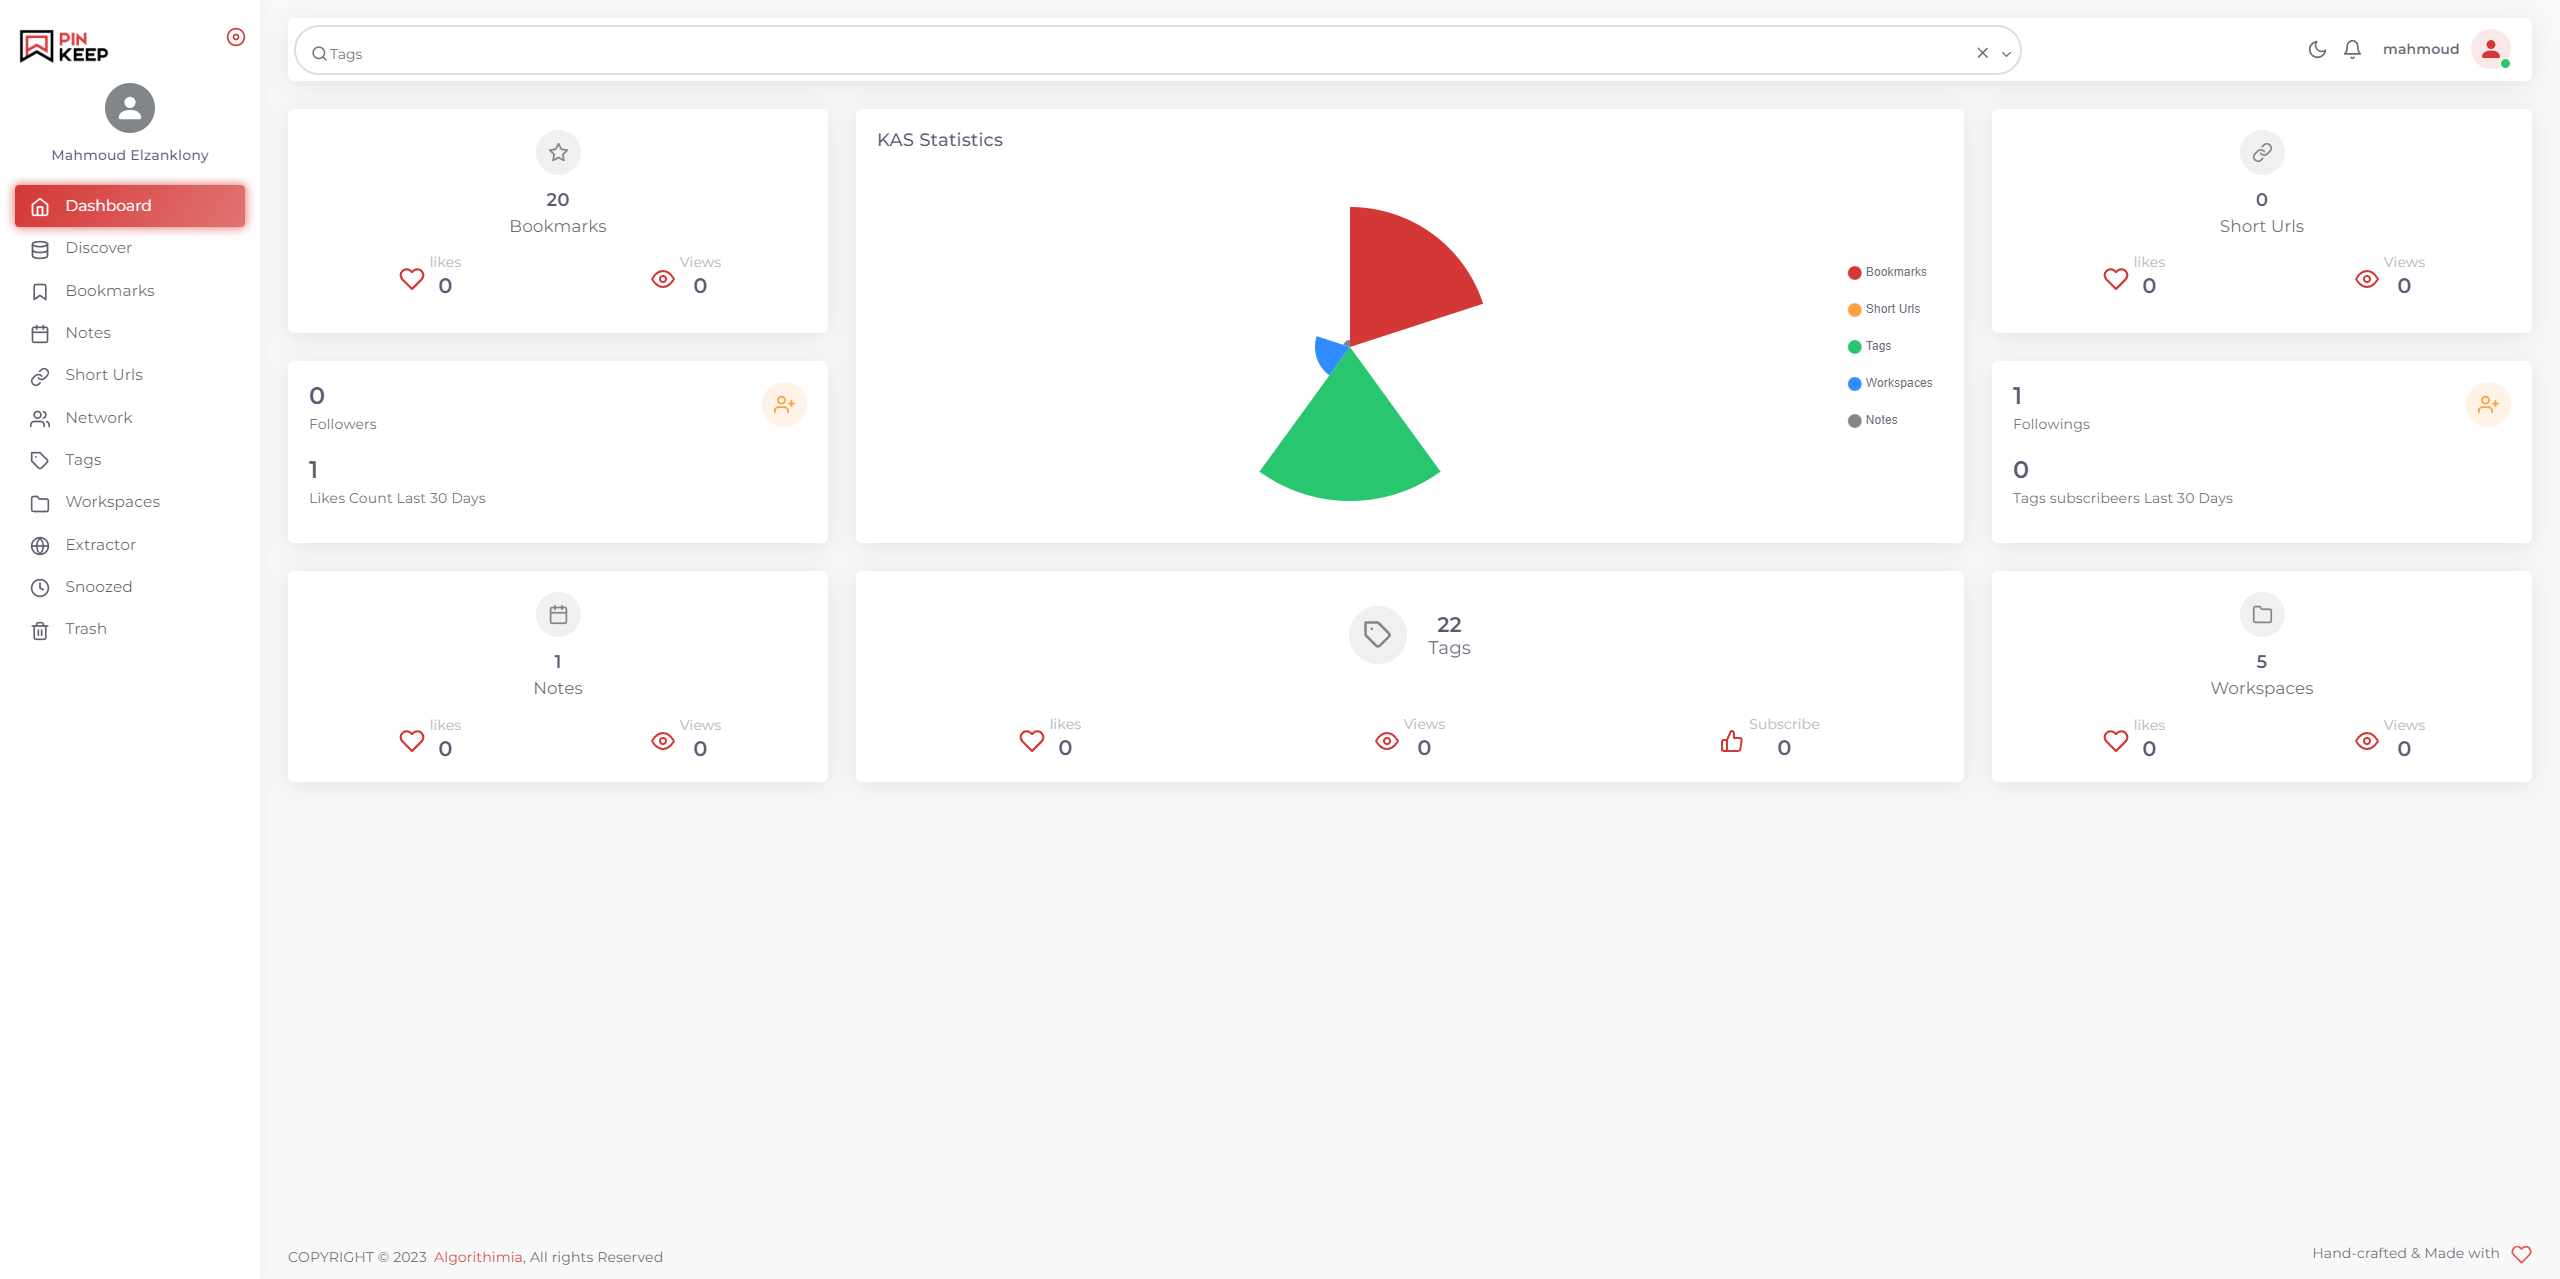 PIN
KEEP
Mahmoud Elzanklony
Dashboard
Discover
Bookmarks
Notes
Short Urls
Network
Tags
Workspaces
Extractor
Snoozed
Trash
Tags
mahmoud
20
Bookmarks
likes
0
Views
0
KAS Statistics
Bookmarks
Short Urls
Tags
Workspaces
Notes
0
Short Urls
likes
0
Views
0
0
Followers
1
Likes Count Last 30 Days
1
Followings
0
Tags subscribeers Last 30 Days
1
Notes
likes
0
Views
0
22
Tags
likes
0
Views
0
Subscribe
0
5
Workspaces
likes
0
Views
0
COPYRIGHT © 2023 Algorithimia, All rights Reserved
Hand-crafted & Made with